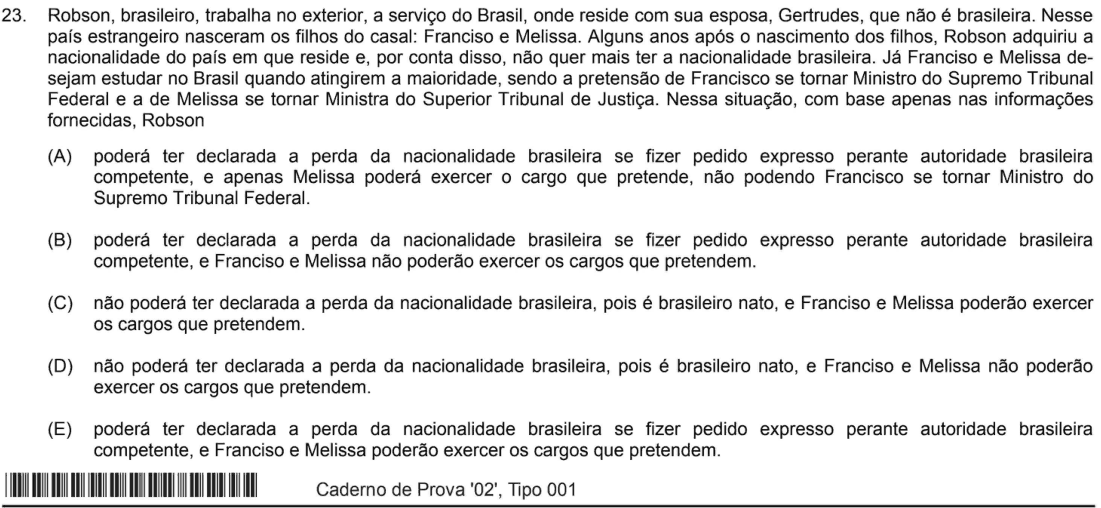 23. Robson, brasileiro, trabalha no exterior, a serviço do Brasil, onde reside com sua esposa, Gertrudes, que não é brasileira. Nesse
país estrangeiro nasceram os filhos do casal: Franciso e Melissa. Alguns anos após o nascimento dos filhos, Robson adquiriu a
nacionalidade do país em que reside e, por conta disso, não quer mais ter a nacionalidade brasileira. Já Franciso e Melissa de-
sejam estudar no Brasil quando atingirem a maioridade, sendo a pretensão de Francisco se tornar Ministro do Supremo Tribunal
Federal e a de Melissa se tornar Ministra do Superior Tribunal de Justiça. Nessa situação, com base apenas nas informações
fornecidas, Robson
(A) poderá ter declarada a perda da nacionalidade brasileira se fizer pedido expresso perante autoridade brasileira
competente, e apenas Melissa poderá exercer o cargo que pretende, não podendo Francisco se tornar Ministro do
Supremo Tribunal Federal.
(B) poderá ter declarada a perda da nacionalidade brasileira se fizer pedido expresso perante autoridade brasileira
competente, e Franciso e Melissa não poderão exercer os cargos que pretendem.
(C) não poderá ter declarada a perda da nacionalidade brasileira, pois é brasileiro nato, e Franciso e Melissa poderão exercer
os cargos que pretendem.
(D) não poderá ter declarada a perda da nacionalidade brasileira, pois é brasileiro nato, e Franciso e Melissa não poderão
exercer os cargos que pretendem.
(E) poderá ter declarada a perda da nacionalidade brasileira se fizer pedido expresso perante autoridade brasileira
competente, e Franciso e Melissa poderão exercer os cargos que pretendem.
Caderno de Prova '02', Tipo 001